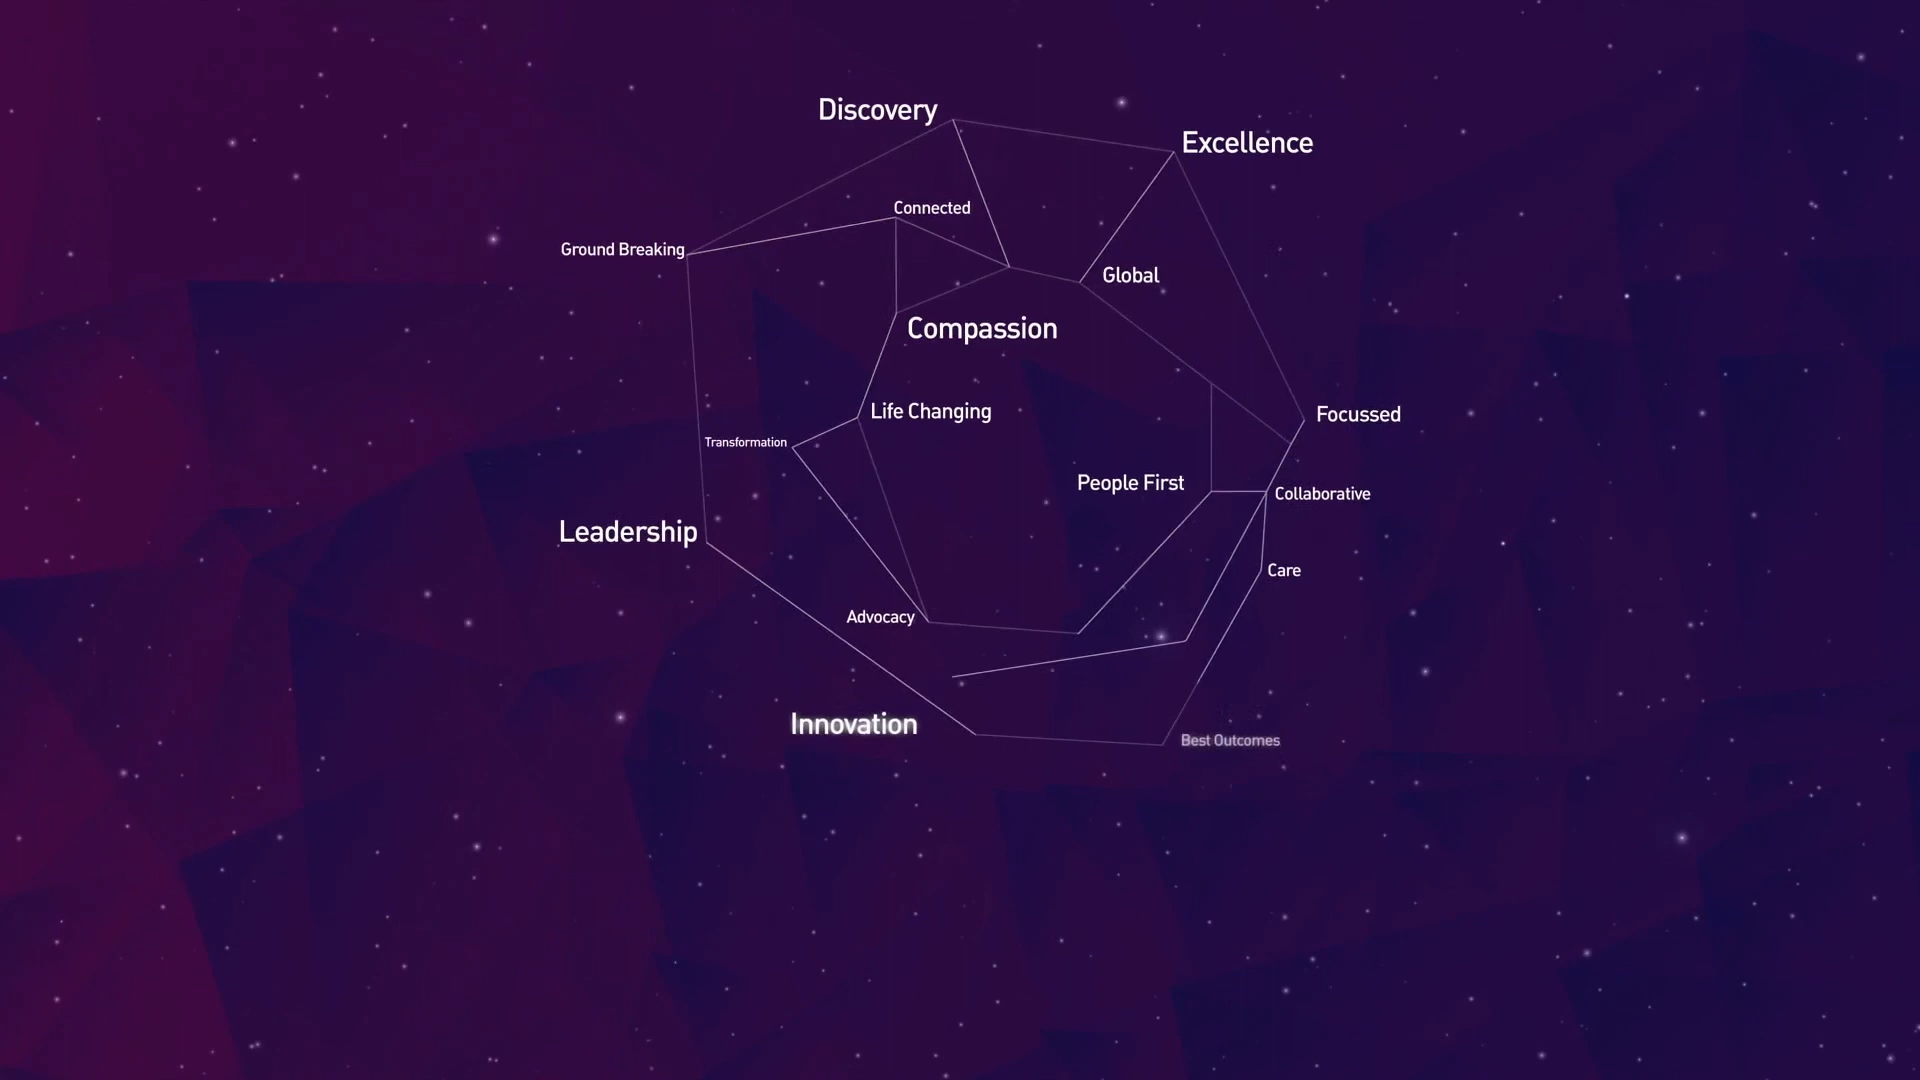 Discovery
Excellence
Connected
Ground Breaking
Global
Compassion
Life Changing
Focussed
Transformation
People First
Collaborative
Leadership
Care
Advocacy
Innovation
Best Outcomes